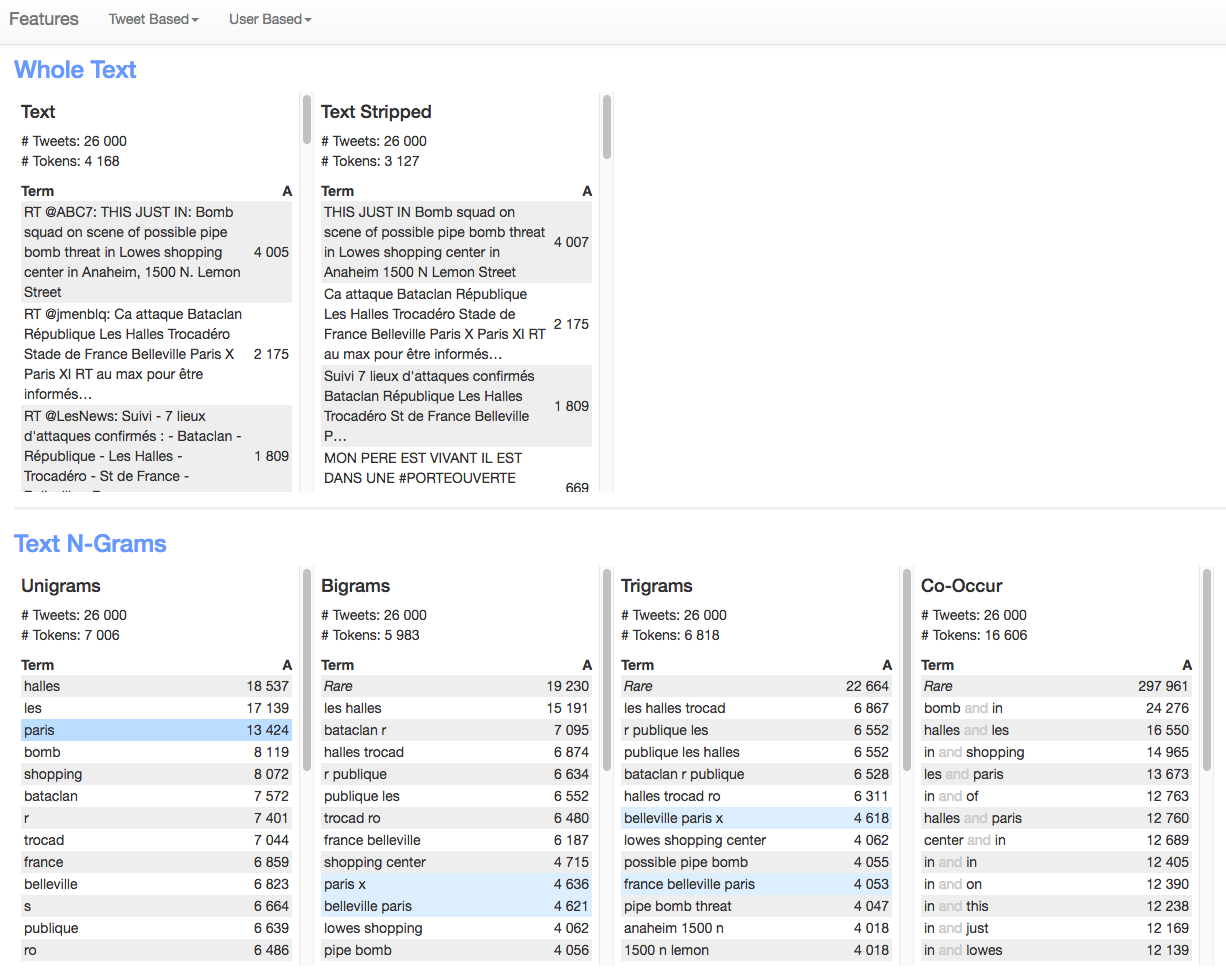 Features Tweet Based User Based
Whole Text
Text
# Tweets: 26 000
# Tokens: 4 168
Term A
RT @ABC7: THIS JUST IN: Bomb
squad on scene of possible pipe
bomb threat in Lowes shopping 4 005
center in Anaheim, 1500 N. Lemon
Street
RT @jmenblq: Ca attaque Bataclan
République Les Halles Trocadéro
Stade de France Belleville Paris X 2 175
Paris XI RT au max pour être
informés…
RT @LesNews: Suivi - 7 lieux
d'attaques confirmés : - Bataclan -
République - Les Halles - 1 809
Trocadéro - St de France -
Text Stripped
# Tweets: 26 000
# Tokens: 3 127
Term A
THIS JUST IN Bomb squad on
scene of possible pipe bomb threat 4 007
in Lowes shopping center in
Anaheim 1500 N Lemon Street
Ca attaque Bataclan République
Les Halles Trocadéro Stade de 2 175
France Belleville Paris X Paris XI RT
au max pour être informés…
Suivi 7 lieux d'attaques confirmés
Bataclan République Les Halles 1 809
Trocadéro St de France Belleville
P…
MON PERE EST VIVANT IL EST
DANS UNE #PORTEOUVERTE
669
Text N-Grams
Unigrams
# Tweets: 26 000
# Tokens: 7 006
Term A
halles 18 537
les 17 139
paris 13 424
bomb 8 119
shopping 8 072
bataclan 7 572
r 7 401
trocad 7 044
france 6 859
belleville 6 823
s 6 664
publique 6 639
ro 6 486
Bigrams
# Tweets: 26 000
# Tokens: 5 983
Term A
Rare 19 230
les halles 15 191
bataclan r 7 095
halles trocad 6 874
r publique 6 634
publique les 6 552
trocad ro 6 480
france belleville 6 187
shopping center 4 715
paris x 4 636
belleville paris 4 621
lowes shopping 4 062
pipe bomb 4 056
Trigrams
# Tweets: 26 000
# Tokens: 6 818
Term A
Rare 22 664
les halles trocad 6 867
r publique les 6 552
publique les halles 6 552
bataclan r publique 6 528
halles trocad ro 6 311
belleville paris x 4 618
lowes shopping center 4 062
possible pipe bomb 4 055
france belleville paris 4 053
pipe bomb threat 4 047
anaheim 1500 n 4 018
1500 n lemon 4 018
Co-Occur
# Tweets: 26 000
# Tokens: 16 606
Term A
Rare 297 961
bomb and in 24 276
halles and les 16 550
in and shopping 14 965
les and paris 13 673
in and of 12 763
halles and paris 12 760
center and in 12 689
in and in 12 405
in and on 12 390
in and this 12 238
in and just 12 169
in and lowes 12 139